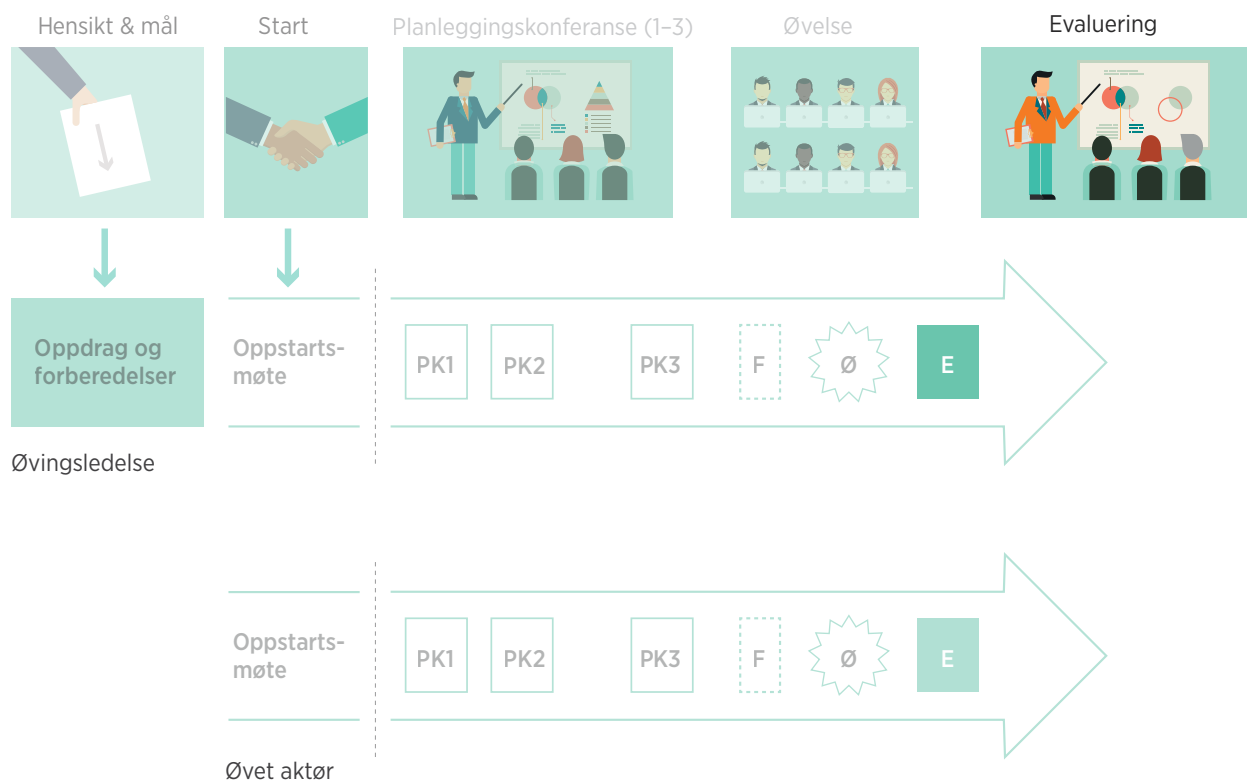 Hensikt & mål
Start
Planleggingskonferanse (1–3)
Øvelse
Evaluering
Oppdrag og
forberedelser
Oppstarts-
møte
PK1
PK2
PK3
F
Ø
E
Øvingsledelse
Oppstarts-
møte
PK1
PK2
PK3
F
Ø
E
Øvet aktør